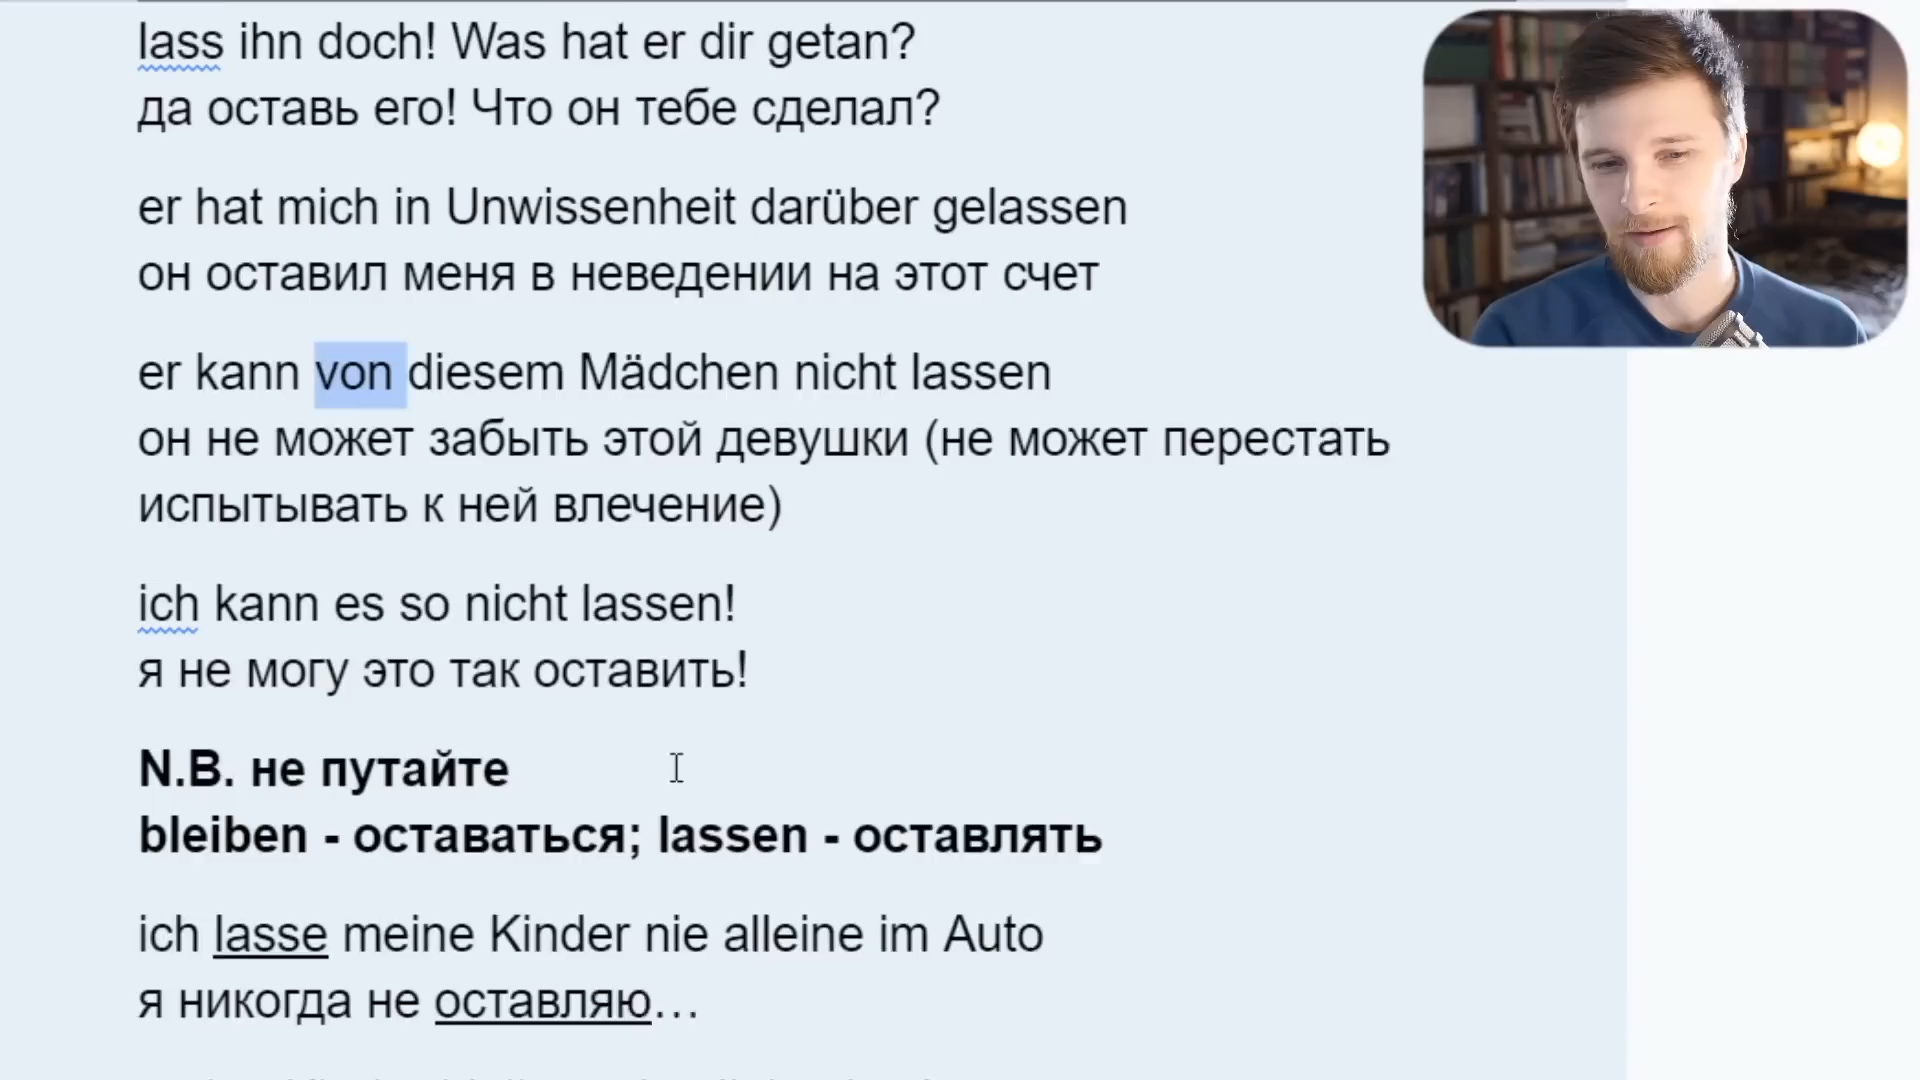 lass ihn doch! Was hat er dir getan?
да оставь его! Что он тебе сделал?
er hat mich in Unwissenheit darüber gelassen
он оставил меня в неведении на этот счет
er kann von diesem Mädchen nicht lassen
он не может забыть этой девушки (не может перестать
испытывать к ней влечение)
ich kann es so nicht lassen!
я не могу это так оставить!
N.B. не путайте
bleiben - оставаться; lassen - оставлять
ich lasse meine Kinder nie alleine im Auto
я никогда не оставляю…